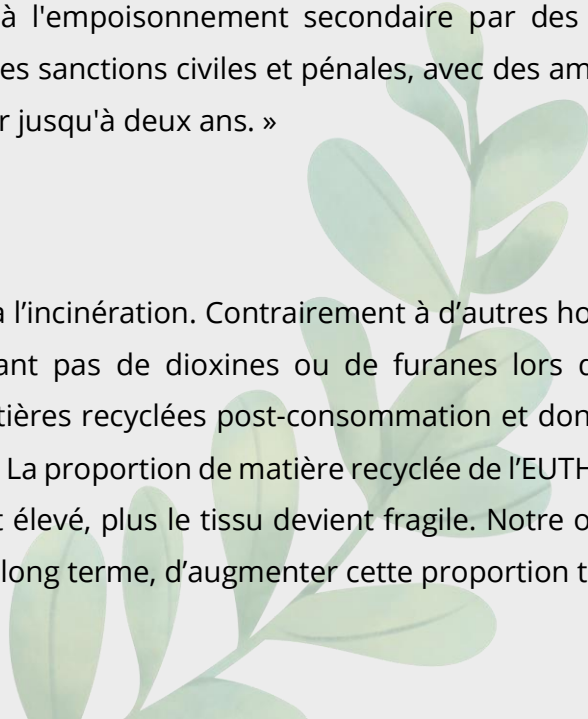 à l'empoisonnement secondaire par des
es sanctions civiles et pénales, avec des am
r jusqu'à deux ans. »
a l’incinération. Contrairement à d’autres ho
ant pas de dioxines ou de furanes lors d
tières recyclées post-consommation et don
. La proportion de matière recyclée de l’EUTH
t élevé, plus le tissu devient fragile. Notre o
long terme, d’augmenter cette proportion t